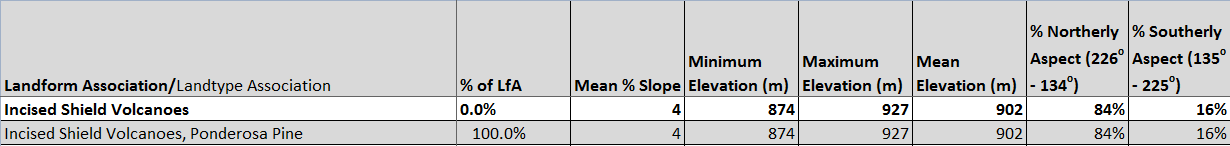 Landform Association/Landtype Association % of LfA Mean % Slope Minimum Elevation (m) Maximum Elevation (m) Mean Elevation (m) % Northerly Aspect (226° - 134°) % Southerly Aspect (135° - 225°)
Incised Shield Volcanoes 0.0% 4 874 927 902 84% 16%
Incised Shield Volcanoes, Ponderosa Pine 100.0% 4 874 927 902 84% 16%